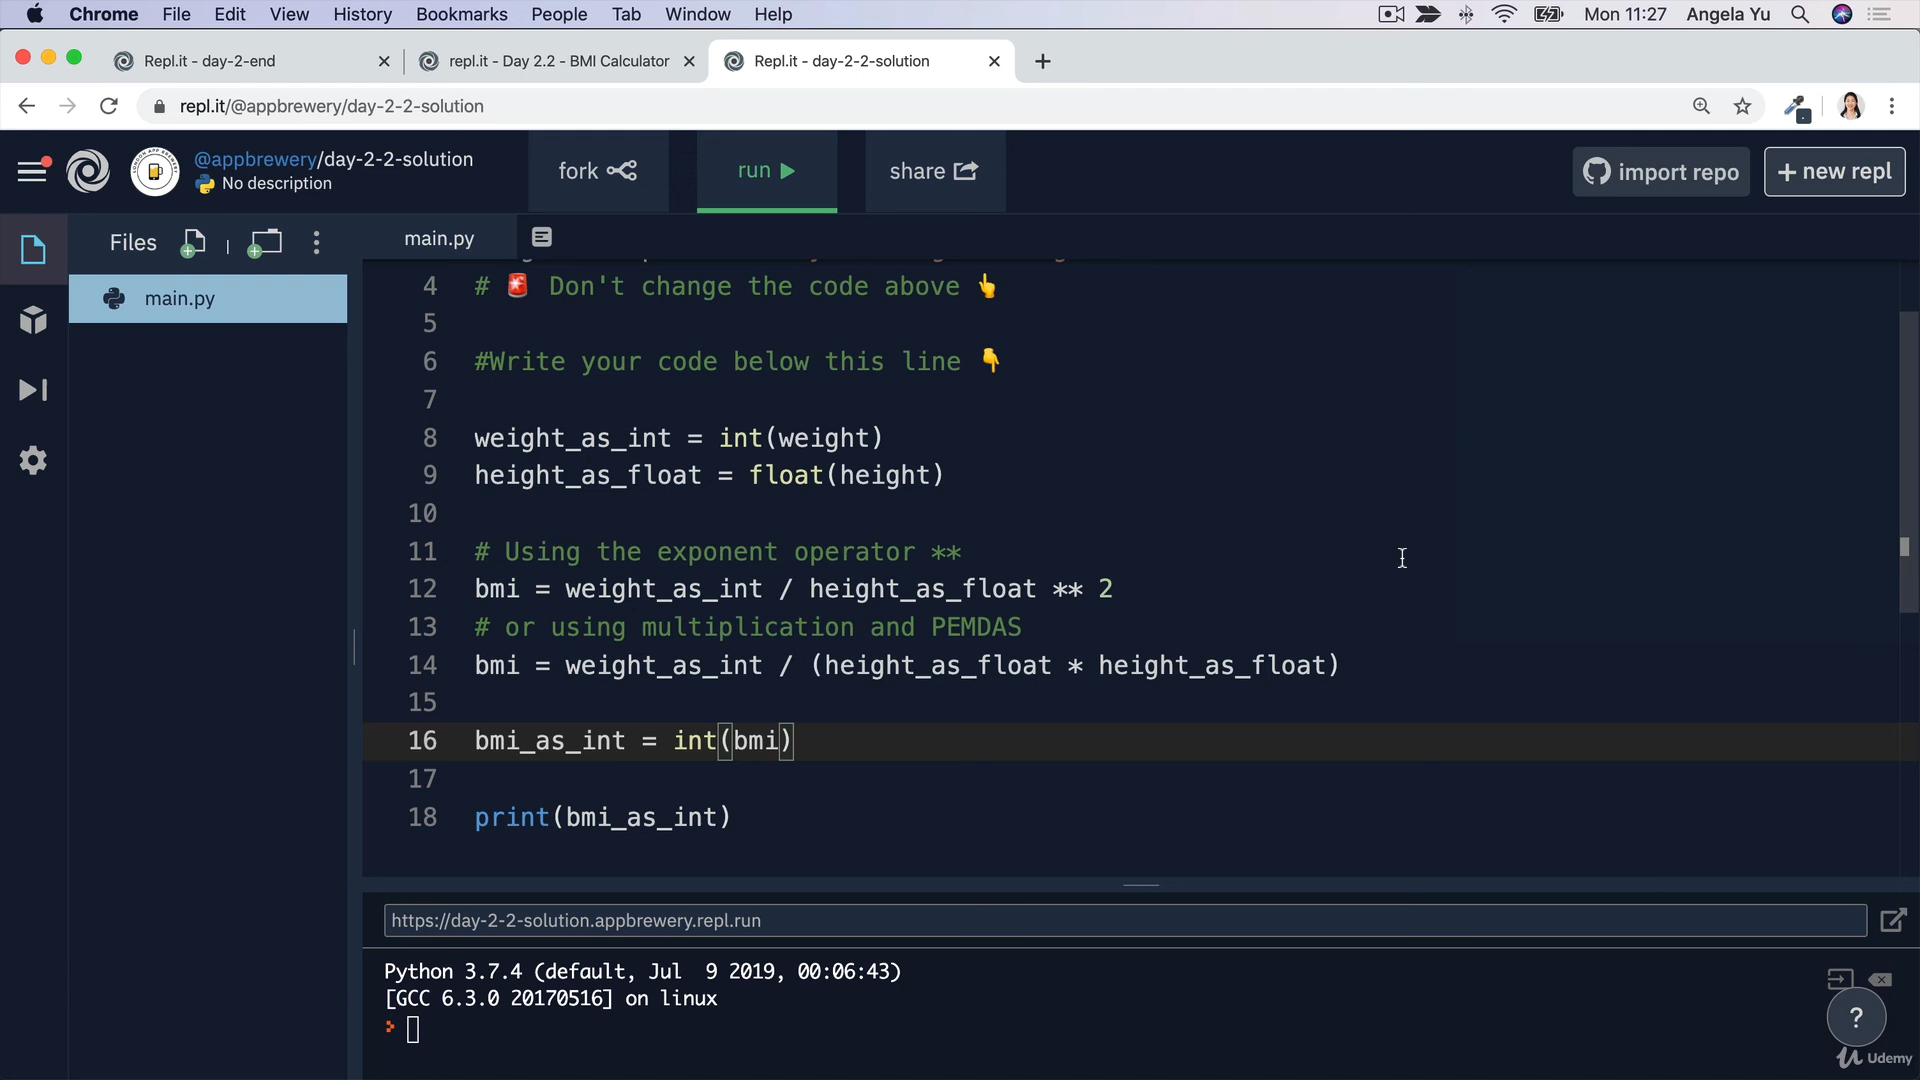 Chrome File Edit View History Bookmarks People Tab Window Help Mon 11:27 Angela Yu
Repl.it - day-2-end repl.it - Day 2.2 - BMI Calculator Repl.it - day-2-2-solution
repl.it/@appbrewery/day-2-2-solution
@appbrewery/day-2-2-solution
No description
fork run share import repo + new repl
Files main.py
main.py
4 # 🚨 Don't change the code above 👆
5
6 #Write your code below this line 👇
7
8 weight_as_int = int(weight)
9 height_as_float = float(height)
10
11 # Using the exponent operator **
12 bmi = weight_as_int / height_as_float ** 2
13 # or using multiplication and PEMDAS
14 bmi = weight_as_int / (height_as_float * height_as_float)
15
16 bmi_as_int = int(bmi)
17
18 print(bmi_as_int)
https://day-2-2-solution.appbrewery.repl.run
Python 3.7.4 (default, Jul  9 2019, 00:06:43)
[GCC 6.3.0 20170516] on linux
?
Udemy